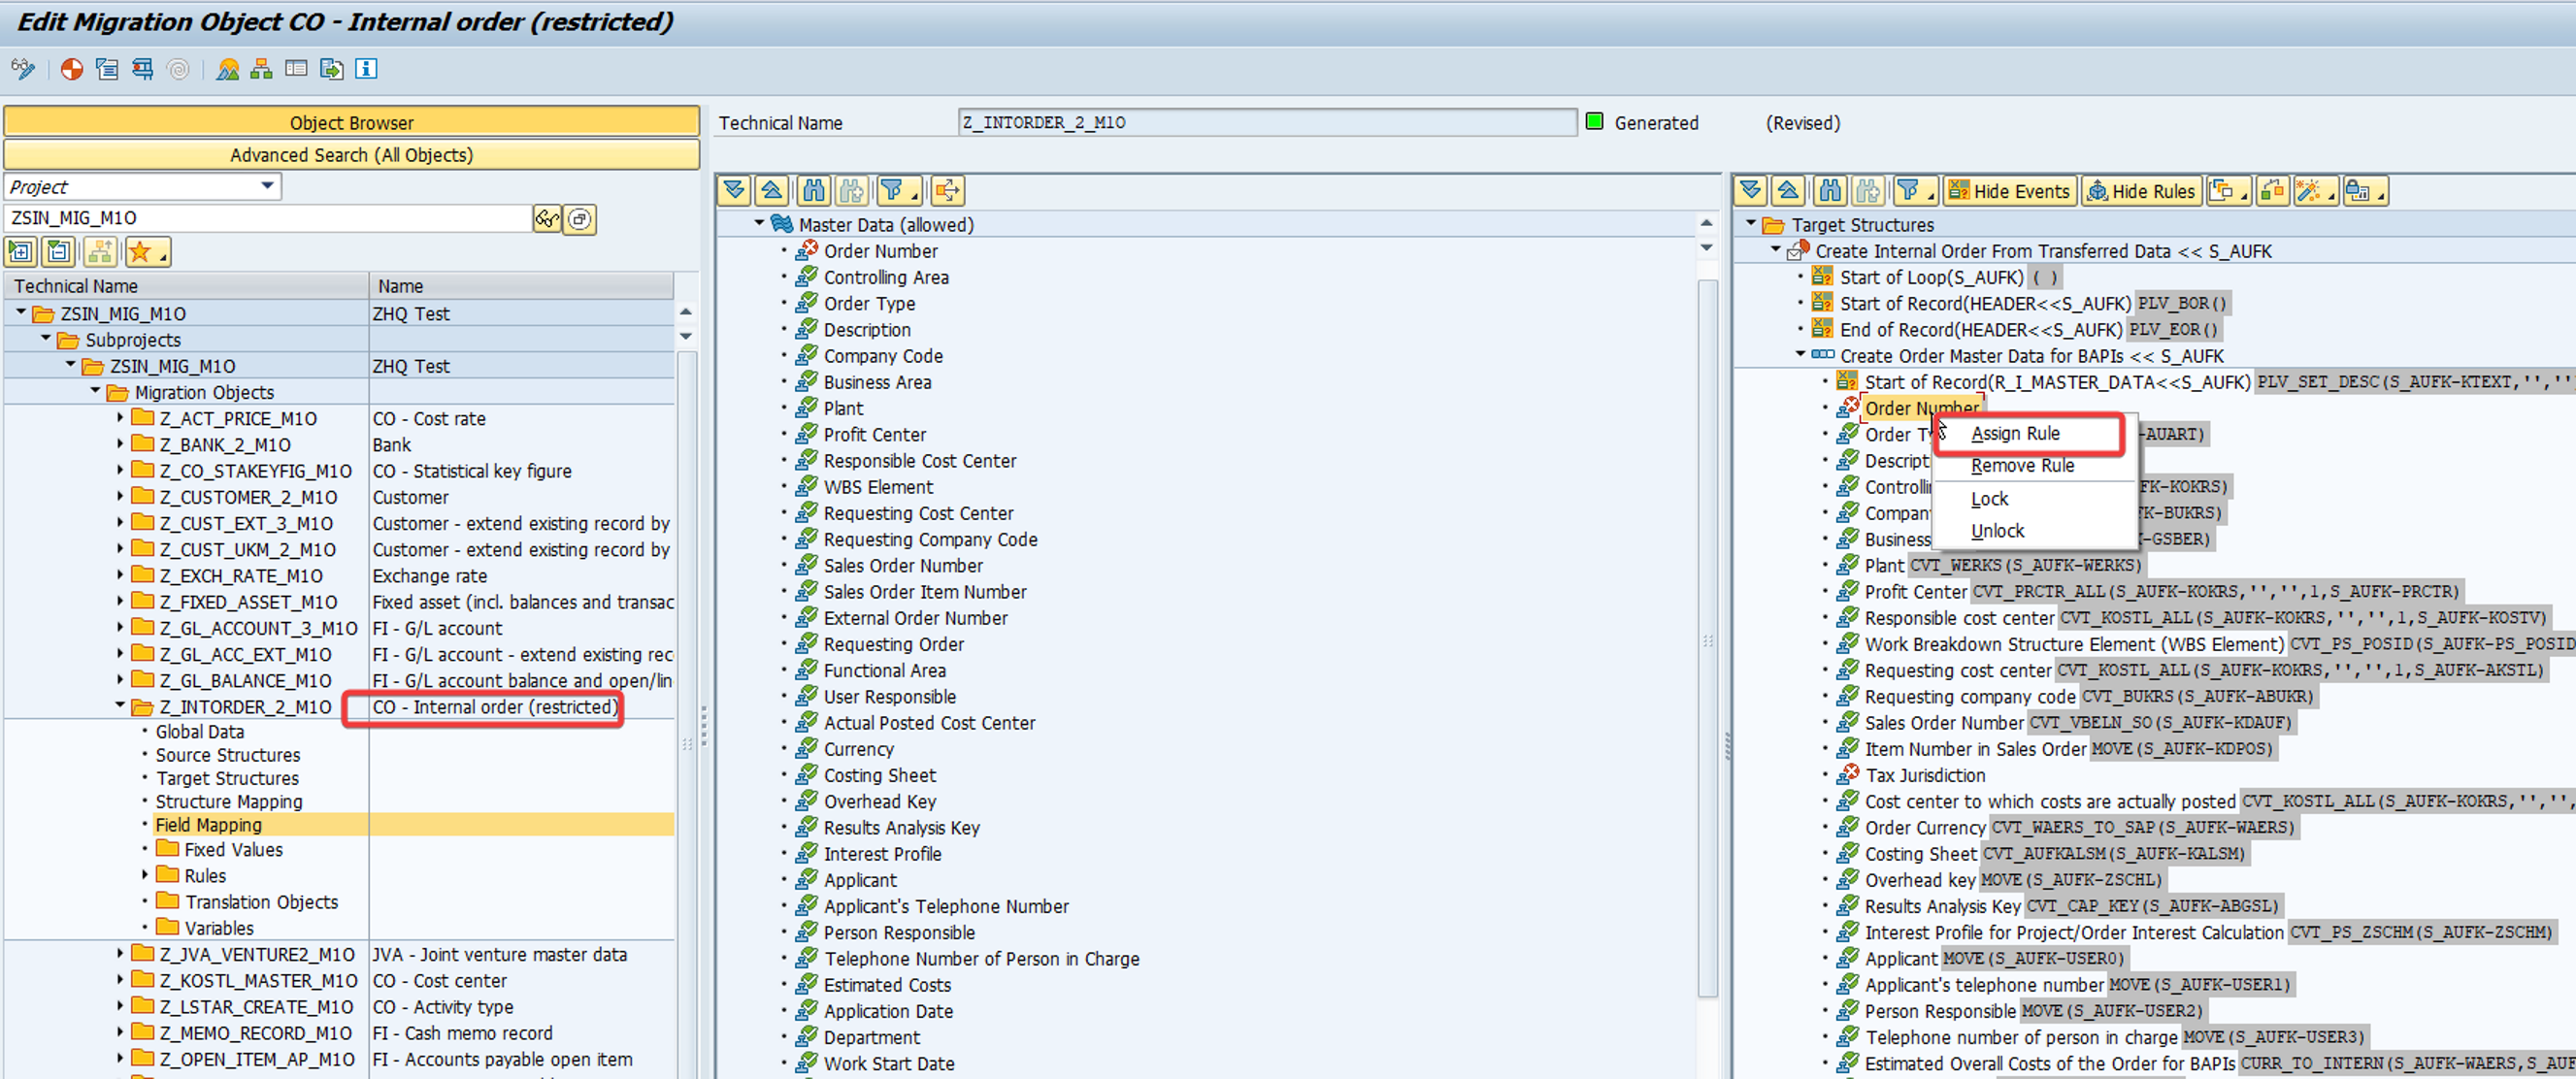 Edit Migration Object CO - Internal order (restricted)
Object Browser
Advanced Search (All Objects)
Project
ZSIN_MIG_M1O
Technical Name Name
ZSIN_MIG_M1O ZHQ Test
Subprojects
ZSIN_MIG_M1O ZHQ Test
Migration Objects
Z_ACT_PRICE_M1O CO - Cost rate
Z_BANK_2_M1O Bank
Z_CO_STAKEYFIG_M1O CO - Statistical key figure
Z_CUSTOMER_2_M1O Customer
Z_CUST_EXT_3_M1O Customer - extend existing record by
Z_CUST_UKM_2_M1O Customer - extend existing record by
Z_EXCH_RATE_M1O Exchange rate
Z_FIXED_ASSET_M1O Fixed asset (incl. balances and transac
Z_GL_ACCOUNT_3_M1O FI - G/L account
Z_GL_ACC_EXT_M1O FI - G/L account - extend existing rec
Z_GL_BALANCE_M1O FI - G/L account balance and open/lin
Z_INTORDER_2_M1O CO - Internal order (restricted)
Global Data
Source Structures
Target Structures
Structure Mapping
Field Mapping
Fixed Values
Rules
Translation Objects
Variables
Z_JVA_VENTURE2_M1O JVA - Joint venture master data
Z_KOSTL_MASTER_M1O CO - Cost center
Z_LSTAR_CREATE_M1O CO - Activity type
Z_MEMO_RECORD_M1O FI - Cash memo record
Z_OPEN_ITEM_AP_M1O FI - Accounts payable open item
Technical Name Z_INTORDER_2_M1O Generated (Revised)
Master Data (allowed)
Order Number
Controlling Area
Order Type
Description
Company Code
Business Area
Plant
Profit Center
Responsible Cost Center
WBS Element
Requesting Cost Center
Requesting Company Code
Sales Order Number
Sales Order Item Number
External Order Number
Requesting Order
Functional Area
User Responsible
Actual Posted Cost Center
Currency
Costing Sheet
Overhead Key
Results Analysis Key
Interest Profile
Applicant
Applicant's Telephone Number
Person Responsible
Telephone Number of Person in Charge
Estimated Costs
Application Date
Department
Work Start Date
Hide Events Hide Rules
Target Structures
Create Internal Order From Transferred Data << S_AUFK
Start of Loop(S_AUFK) ( )
Start of Record(HEADER<<S_AUFK) PLV_BOR()
End of Record(HEADER<<S_AUFK) PLV_EOR()
Create Order Master Data for BAPIs << S_AUFK
Start of Record(R_I_MASTER_DATA<<S_AUFK) PLV_SET_DESC(S_AUFK-KTEXT,'',''
Order Number
Order Ty -AUART)
Descript
Controllin FK-KOKRS)
Compan FK-BUKRS)
Business -GSBER)
Assign Rule
Remove Rule
Lock
Unlock
Plant CVT_WERKS(S_AUFK-WERKS)
Profit Center CVT_PRCTR_ALL(S_AUFK-KOKRS,'','',1,S_AUFK-PRCTR)
Responsible cost center CVT_KOSTL_ALL(S_AUFK-KOKRS,'','',1,S_AUFK-KOSTV)
Work Breakdown Structure Element (WBS Element) CVT_PS_POSID(S_AUFK-PS_POSID
Requesting cost center CVT_KOSTL_ALL(S_AUFK-KOKRS,'','',1,S_AUFK-AKSTL)
Requesting company code CVT_BUKRS(S_AUFK-ABUKR)
Sales Order Number CVT_VBELN_SO(S_AUFK-KDAUF)
Item Number in Sales Order MOVE(S_AUFK-KDPOS)
Tax Jurisdiction
Cost center to which costs are actually posted CVT_KOSTL_ALL(S_AUFK-KOKRS,'','',
Order Currency CVT_WAERS_TO_SAP(S_AUFK-WAERS)
Costing Sheet CVT_AUFKALSM(S_AUFK-KALSM)
Overhead key MOVE(S_AUFK-ZSCHL)
Results Analysis Key CVT_CAP_KEY(S_AUFK-ABGSL)
Interest Profile for Project/Order Interest Calculation CVT_PS_ZSCHM(S_AUFK-ZSCHM)
Applicant MOVE(S_AUFK-USER0)
Applicant's telephone number MOVE(S_AUFK-USER1)
Person Responsible MOVE(S_AUFK-USER2)
Telephone number of person in charge MOVE(S_AUFK-USER3)
Estimated Overall Costs of the Order for BAPIs CURR_TO_INTERN(S_AUFK-WAERS,S_AUF